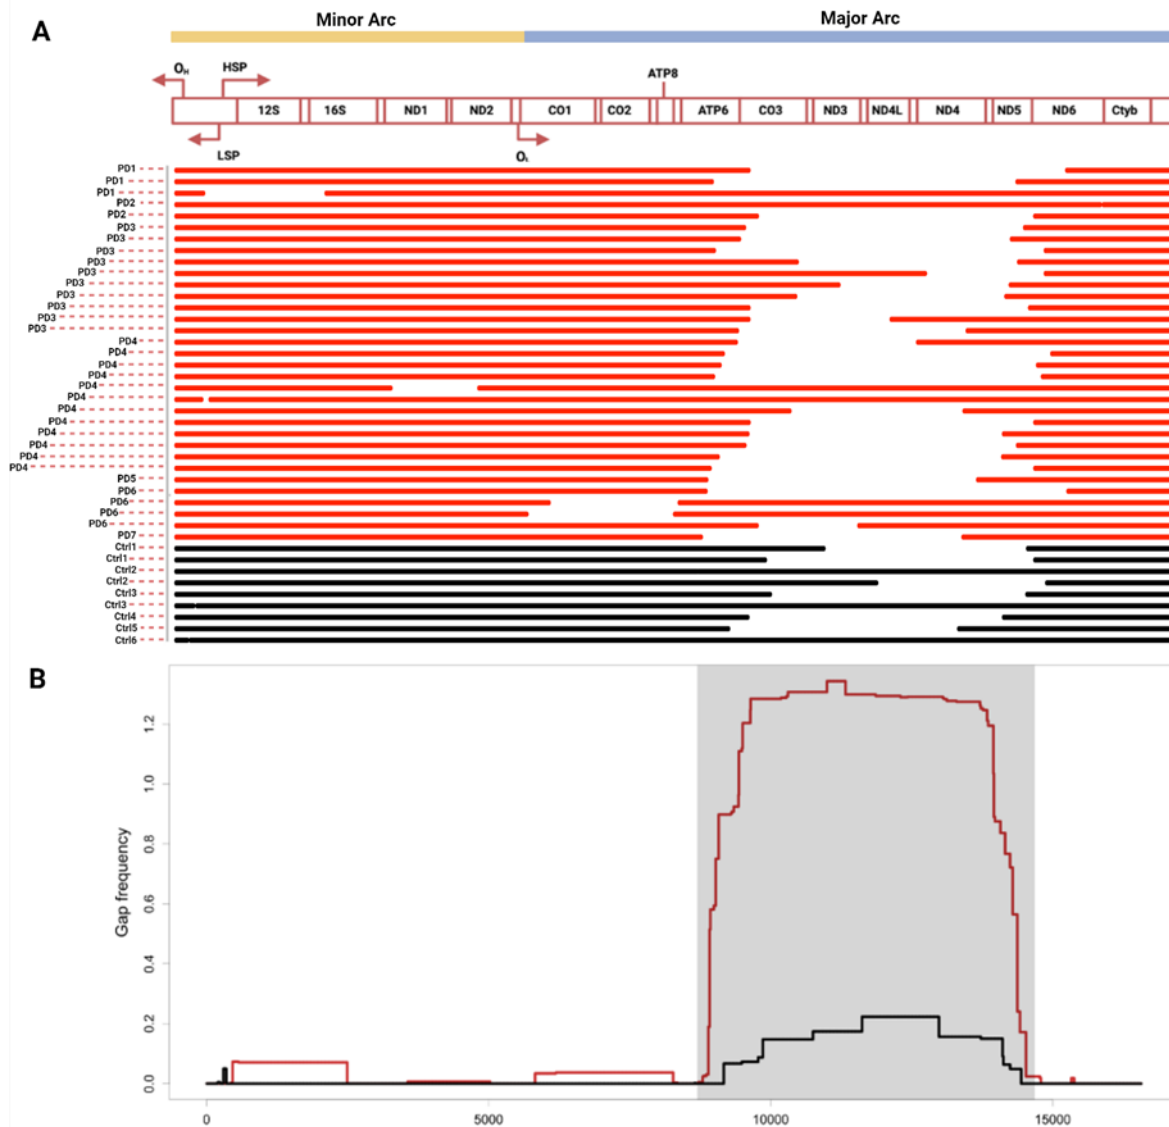 A
Minor Arc
Major Arc
OH
HSP
ATP8
12S 16S ND1 ND2 CO1 CO2 ATP6 CO3 ND3 ND4L ND4 ND5 ND6 Ctyb
LSP
OL
PD1
PD1
PD1
PD2
PD2
PD3
PD3
PD3
PD3
PD3
PD3
PD3
PD3
PD3
PD3
PD4
PD4
PD4
PD4
PD4
PD4
PD4
PD4
PD4
PD4
PD4
PD4
PD5
PD6
PD6
PD6
PD6
PD7
Ctrl1
Ctrl1
Ctrl2
Ctrl2
Ctrl3
Ctrl3
Ctrl4
Ctrl5
Ctrl6
B
Gap frequency
1.2
1.0
0.8
0.6
0.4
0.2
0.0
0 5000 10000 15000